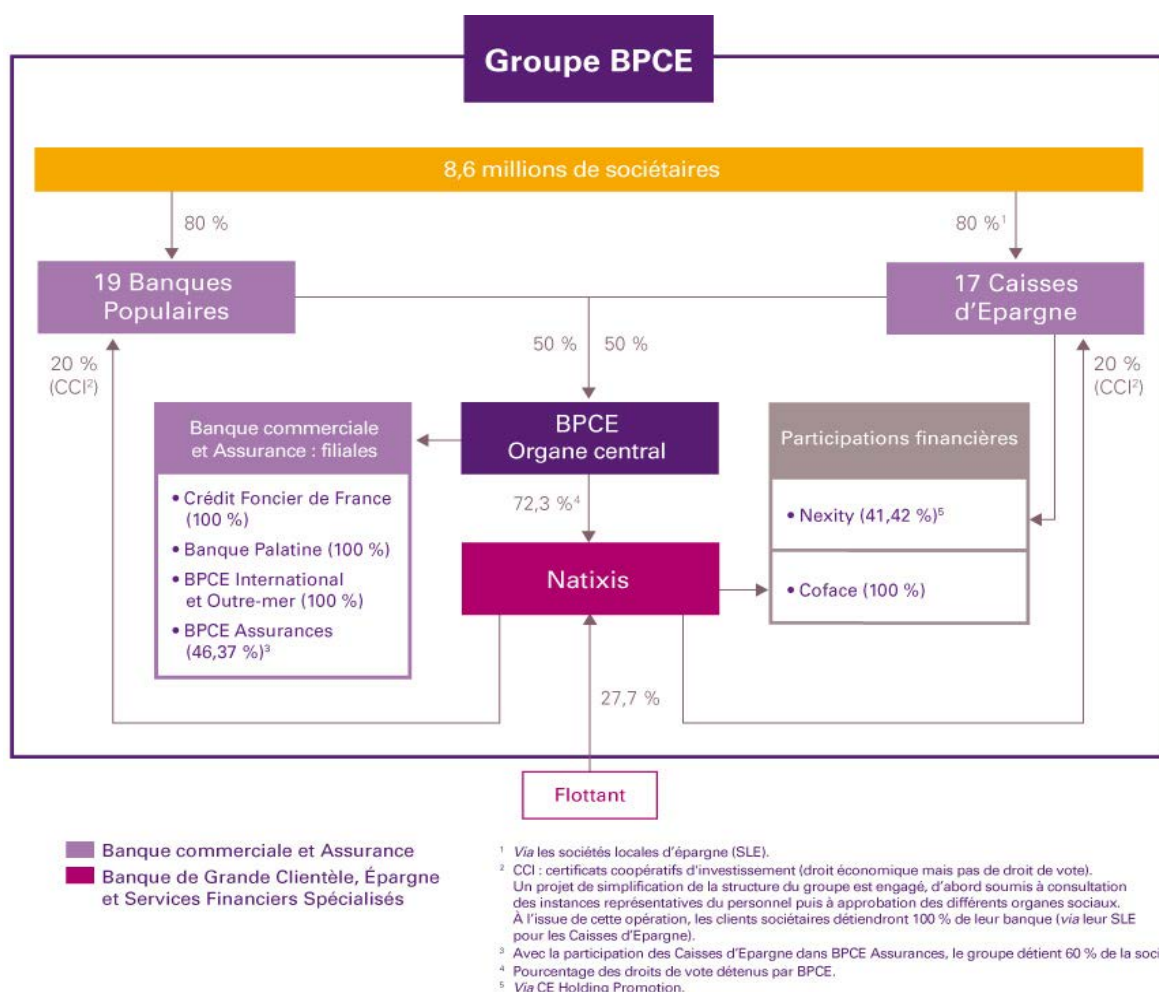 Groupe BPCE
8,6 millions de sociétaires
80 %
80 %¹
19 Banques
Populaires
17 Caisses
d'Epargne
50 %
50 %
20 %
(CCI²)
20 %
(CCI²)
Banque commerciale
et Assurance : filiales
• Crédit Foncier de France
(100 %)
• Banque Palatine (100 %)
• BPCE International
et Outre-mer (100 %)
• BPCE Assurances
(46,37 %)³
BPCE
Organe central
72,3 %⁴
Natixis
Participations financières
• Nexity (41,42 %)⁵
• Coface (100 %)
27,7 %
Flottant
Banque commerciale et Assurance
Banque de Grande Clientèle, Épargne
et Services Financiers Spécialisés
¹ Via les sociétés locales d'épargne (SLE).
² CCI : certificats coopératifs d'investissement (droit économique mais pas de droit de vote).
Un projet de simplification de la structure du groupe est engagé, d'abord soumis à consultation
des instances représentatives du personnel puis à approbation des différents organes sociaux.
À l'issue de cette opération, les clients sociétaires détiendront 100 % de leur banque (via leur SLE
pour les Caisses d'Epargne).
³ Avec la participation des Caisses d'Epargne dans BPCE Assurances, le groupe détient 60 % de la soci
⁴ Pourcentage des droits de vote détenus par BPCE.
⁵ Via CE Holding Promotion.